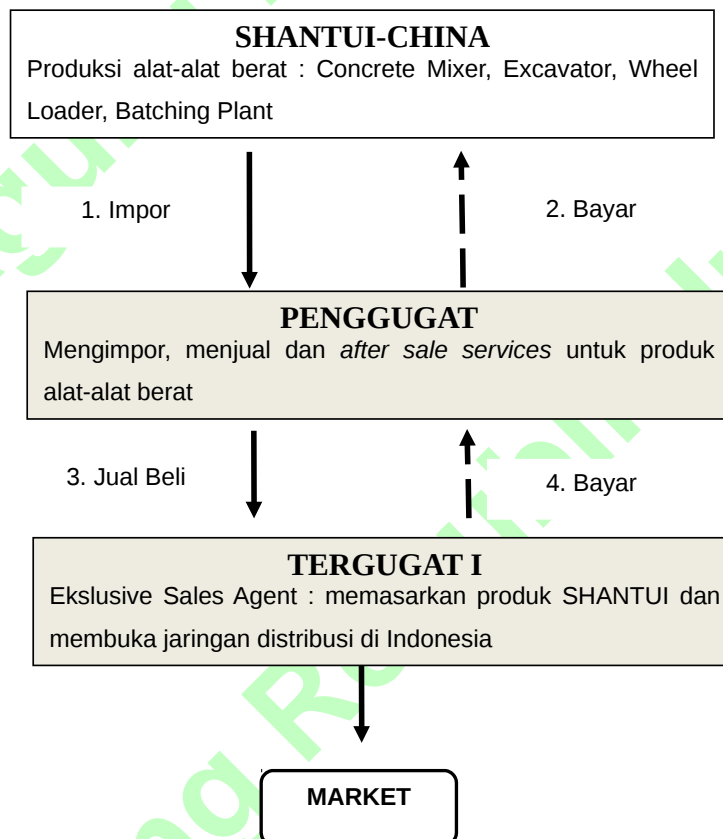 SHANTUI-CHINA
Produksi alat-alat berat : Concrete Mixer, Excavator, Wheel
Loader, Batching Plant
1. Impor
2. Bayar
PENGGUGAT
Mengimpor, menjual dan after sale services untuk produk
alat-alat berat
3. Jual Beli
4. Bayar
TERGUGAT I
Ekslusive Sales Agent : memasarkan produk SHANTUI dan
membuka jaringan distribusi di Indonesia
MARKET